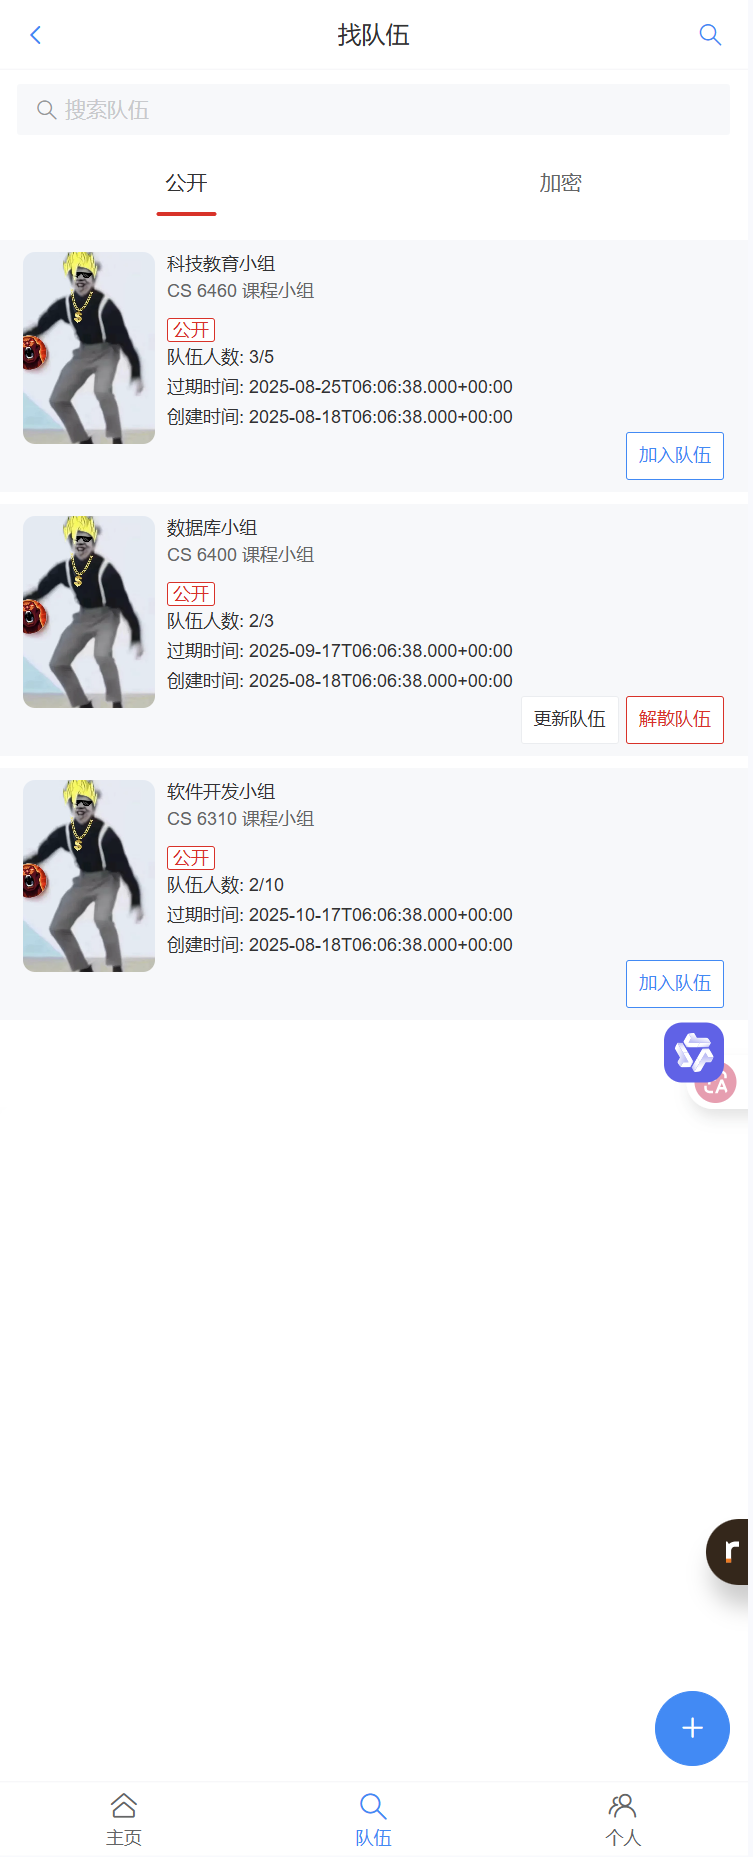 找队伍
搜索队伍
公开
加密
科技教育小组
CS 6460 课程小组
公开
队伍人数: 3/5
过期时间: 2025-08-25T06:06:38.000+00:00
创建时间: 2025-08-18T06:06:38.000+00:00
加入队伍
数据库小组
CS 6400 课程小组
公开
队伍人数: 2/3
过期时间: 2025-09-17T06:06:38.000+00:00
创建时间: 2025-08-18T06:06:38.000+00:00
更新队伍 解散队伍
软件开发小组
CS 6310 课程小组
公开
队伍人数: 2/10
过期时间: 2025-10-17T06:06:38.000+00:00
创建时间: 2025-08-18T06:06:38.000+00:00
加入队伍
r
主页
队伍
个人